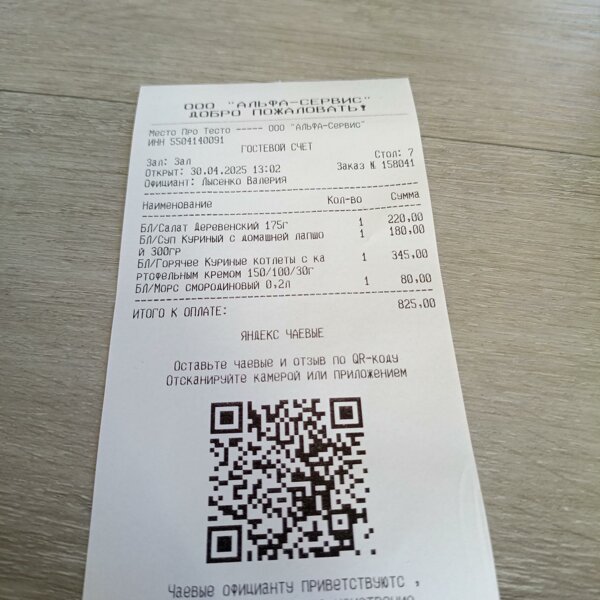 ООО "АЛЬФА-СЕРВИС"
ДОБРО ПОЖАЛОВАТЬ!
Место Про Тесто ----- ООО "АЛЬФА-Сервис"
ИНН 5504140091
ГОСТЕВОЙ СЧЕТ
Зал: Зал Стол: 7
Открыт: 30.04.2025 13:02 Заказ № 158041
Официант: Лысенко Валерия
Наименование Кол-во Сумма
БЛ/Салат Деревенский 175г 1 220,00
БЛ/Суп Куриный с домашней лапшо 1 180,00
й 300гр
БЛ/Горячее Куриные котлеты с ка 1 345,00
ртофельным кремом 150/100/30г
БЛ/Морс смородиновый 0,2л 1 80,00
ИТОГО К ОПЛАТЕ: 825,00
ЯНДЕКС ЧАЕВЫЕ
Оставьте чаевые и отзыв по QR-коду
Отсканируйте камерой или приложением
Чаевые официанту ПРИВЕТСТВУЮТС ,